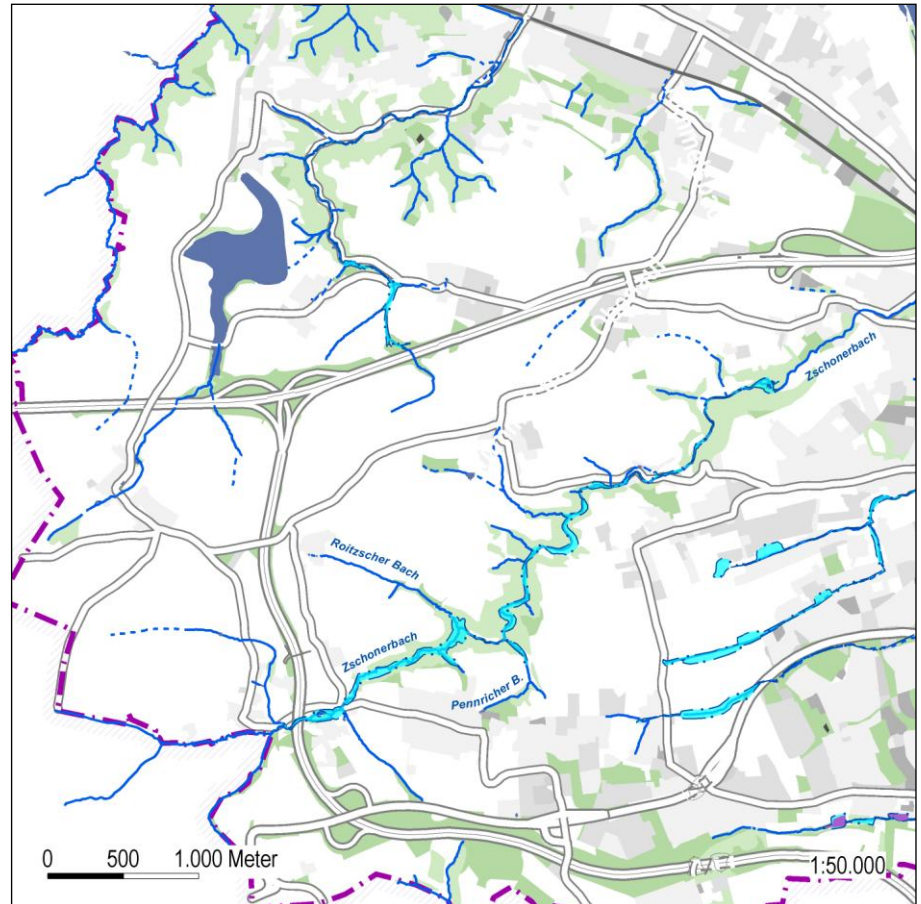 Zschonerbach
Roitzscher Bach
Zschonerbach
Pennricher B.
0 500 1.000 Meter
1:50.000